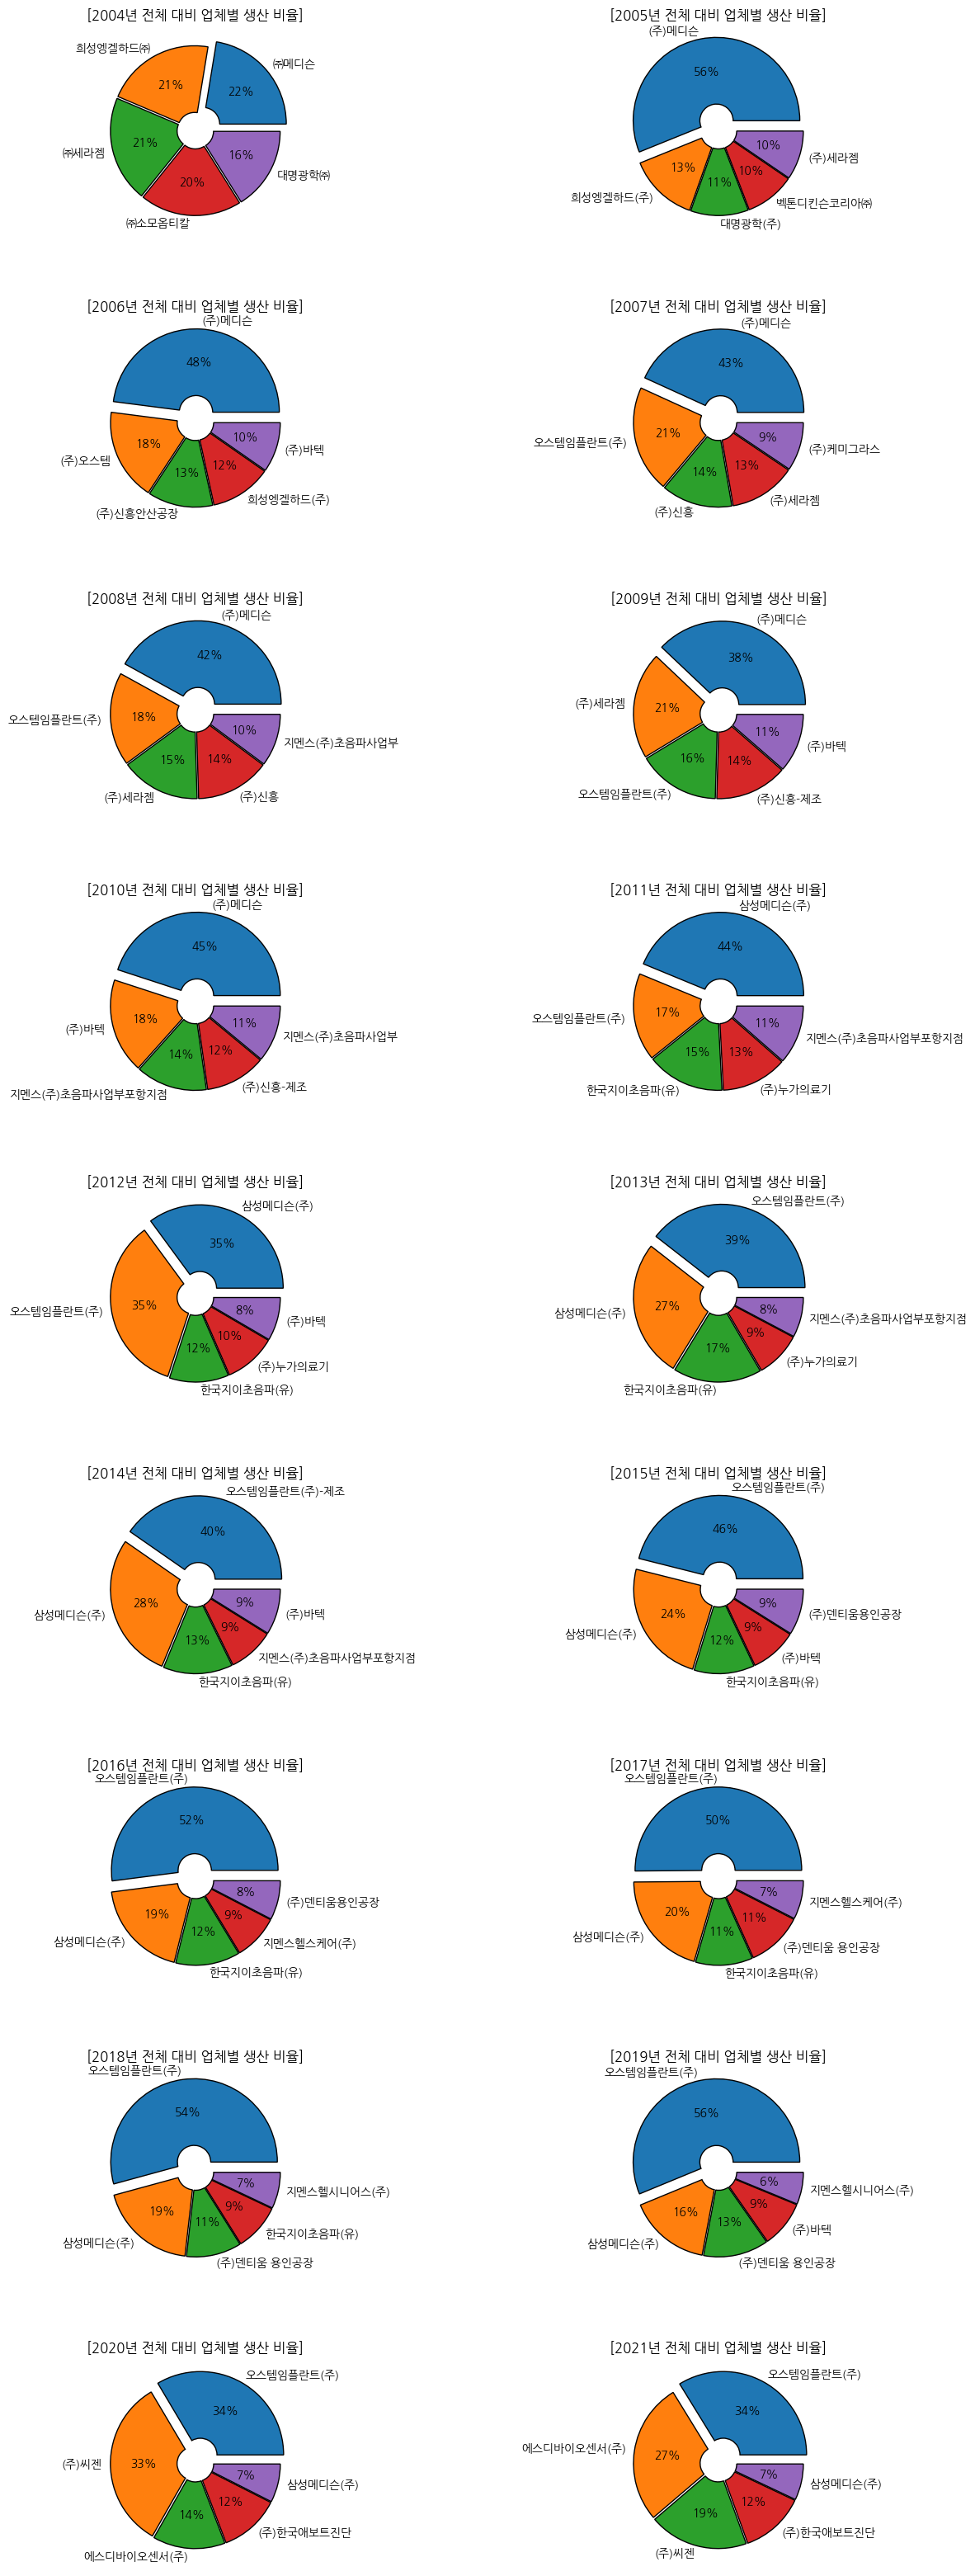 [2004년 전체 대비 업체별 생산 비율]
㈜메디슨
22%
희성엥겔하드㈜
21%
㈜세라젬
21%
㈜소모옵티칼
20%
대명광학㈜
16%
[2005년 전체 대비 업체별 생산 비율]
(주)메디슨
56%
희성엥겔하드(주)
13%
대명광학(주)
11%
벡톤디킨슨코리아㈜
10%
(주)세라젬
10%
[2006년 전체 대비 업체별 생산 비율]
(주)메디슨
48%
(주)오스템
18%
(주)신흥안산공장
13%
희성엥겔하드(주)
12%
(주)바텍
10%
[2007년 전체 대비 업체별 생산 비율]
(주)메디슨
43%
오스템임플란트(주)
21%
(주)신흥
14%
(주)세라젬
13%
(주)케미그라스
9%
[2008년 전체 대비 업체별 생산 비율]
(주)메디슨
42%
오스템임플란트(주)
18%
(주)세라젬
15%
(주)신흥
14%
지멘스(주)초음파사업부
10%
[2009년 전체 대비 업체별 생산 비율]
(주)메디슨
38%
(주)세라젬
21%
오스템임플란트(주)
16%
(주)신흥-제조
14%
(주)바텍
11%
[2010년 전체 대비 업체별 생산 비율]
(주)메디슨
45%
(주)바텍
18%
지멘스(주)초음파사업부포항지점
14%
(주)신흥-제조
12%
지멘스(주)초음파사업부
11%
[2011년 전체 대비 업체별 생산 비율]
삼성메디슨(주)
44%
오스템임플란트(주)
17%
한국지이초음파(유)
15%
(주)누가의료기
13%
지멘스(주)초음파사업부포항지점
11%
[2012년 전체 대비 업체별 생산 비율]
삼성메디슨(주)
35%
오스템임플란트(주)
35%
한국지이초음파(유)
12%
(주)누가의료기
10%
(주)바텍
8%
[2013년 전체 대비 업체별 생산 비율]
오스템임플란트(주)
39%
삼성메디슨(주)
27%
한국지이초음파(유)
17%
(주)누가의료기
9%
지멘스(주)초음파사업부포항지점
8%
[2014년 전체 대비 업체별 생산 비율]
오스템임플란트(주)-제조
40%
삼성메디슨(주)
28%
한국지이초음파(유)
13%
지멘스(주)초음파사업부포항지점
9%
(주)바텍
9%
[2015년 전체 대비 업체별 생산 비율]
오스템임플란트(주)
46%
삼성메디슨(주)
24%
한국지이초음파(유)
12%
(주)바텍
9%
(주)덴티움용인공장
9%
[2016년 전체 대비 업체별 생산 비율]
오스템임플란트(주)
52%
삼성메디슨(주)
19%
한국지이초음파(유)
12%
지멘스헬스케어(주)
9%
(주)덴티움용인공장
8%
[2017년 전체 대비 업체별 생산 비율]
오스템임플란트(주)
50%
삼성메디슨(주)
20%
한국지이초음파(유)
11%
(주)덴티움 용인공장
11%
지멘스헬스케어(주)
7%
[2018년 전체 대비 업체별 생산 비율]
오스템임플란트(주)
54%
삼성메디슨(주)
19%
(주)덴티움 용인공장
11%
한국지이초음파(유)
9%
지멘스헬시니어스(주)
7%
[2019년 전체 대비 업체별 생산 비율]
오스템임플란트(주)
56%
삼성메디슨(주)
16%
(주)덴티움 용인공장
13%
(주)바텍
9%
지멘스헬시니어스(주)
6%
[2020년 전체 대비 업체별 생산 비율]
오스템임플란트(주)
34%
(주)씨젠
33%
에스디바이오센서(주)
14%
(주)한국애보트진단
12%
삼성메디슨(주)
7%
[2021년 전체 대비 업체별 생산 비율]
오스템임플란트(주)
34%
에스디바이오센서(주)
27%
(주)씨젠
19%
(주)한국애보트진단
12%
삼성메디슨(주)
7%